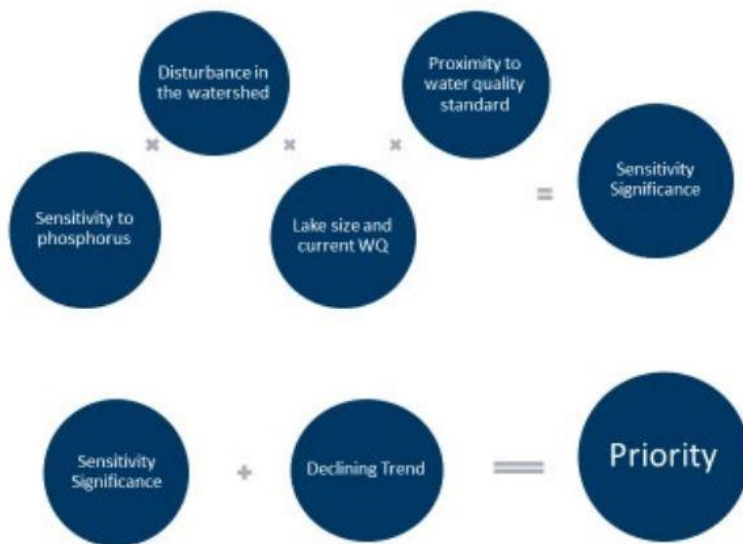 Sensitivity to
phosphorus
×
Disturbance in
the watershed
×
Lake size and
current WQ
×
Proximity to
water quality
standard
=
Sensitivity
Significance
Sensitivity
Significance
+
Declining Trend
=
Priority